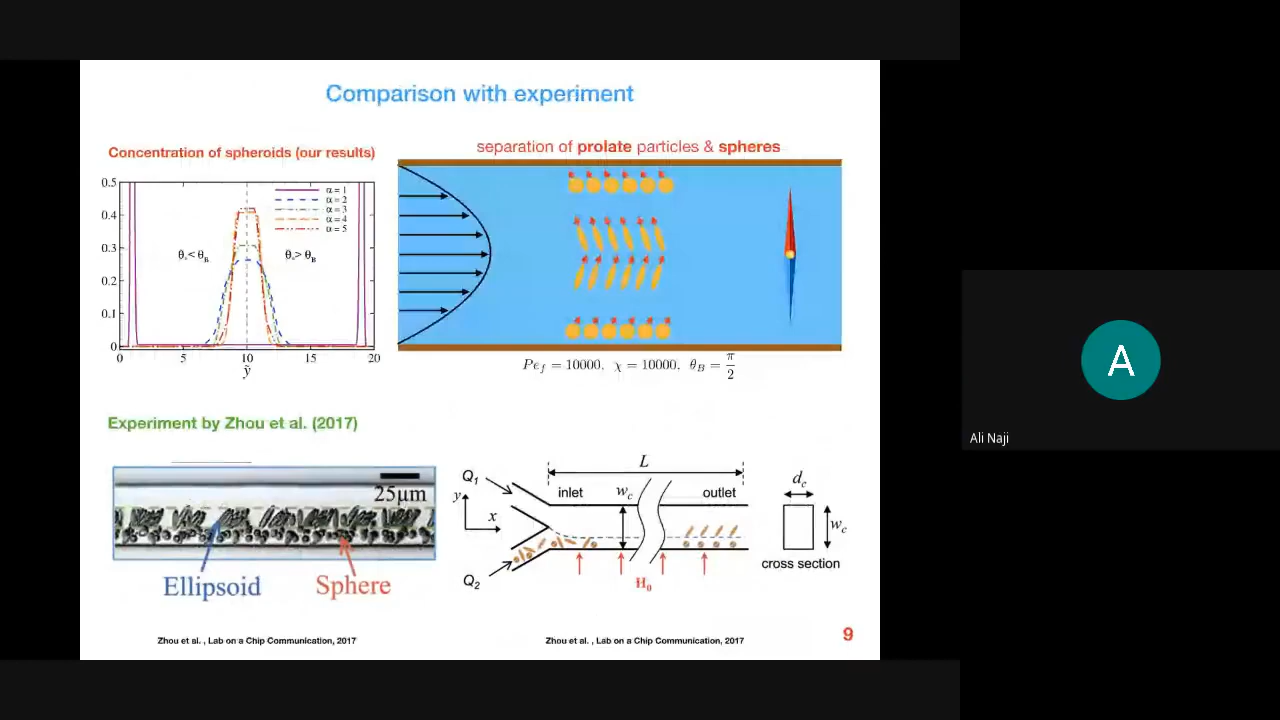 Comparison with experiment
Concentration of spheroids (our results)
0.5
0.4
0.3
0.2
0.1
0
0
5
10
15
20
ỹ
α = 1
α = 2
α = 3
α = 4
α = 5
separation of prolate particles & spheres
Pe_f = 10000, χ = 10000, θ_B = π/2
Experiment by Zhou et al. (2017)
25µm
Ellipsoid
Sphere
Q₁
Q₂
y
x
inlet
L
w_c
outlet
H₀
d_c
w_c
cross section
Zhou et al. , Lab on a Chip Communication, 2017
Zhou et al. , Lab on a Chip Communication, 2017
9
A
Ali Naji